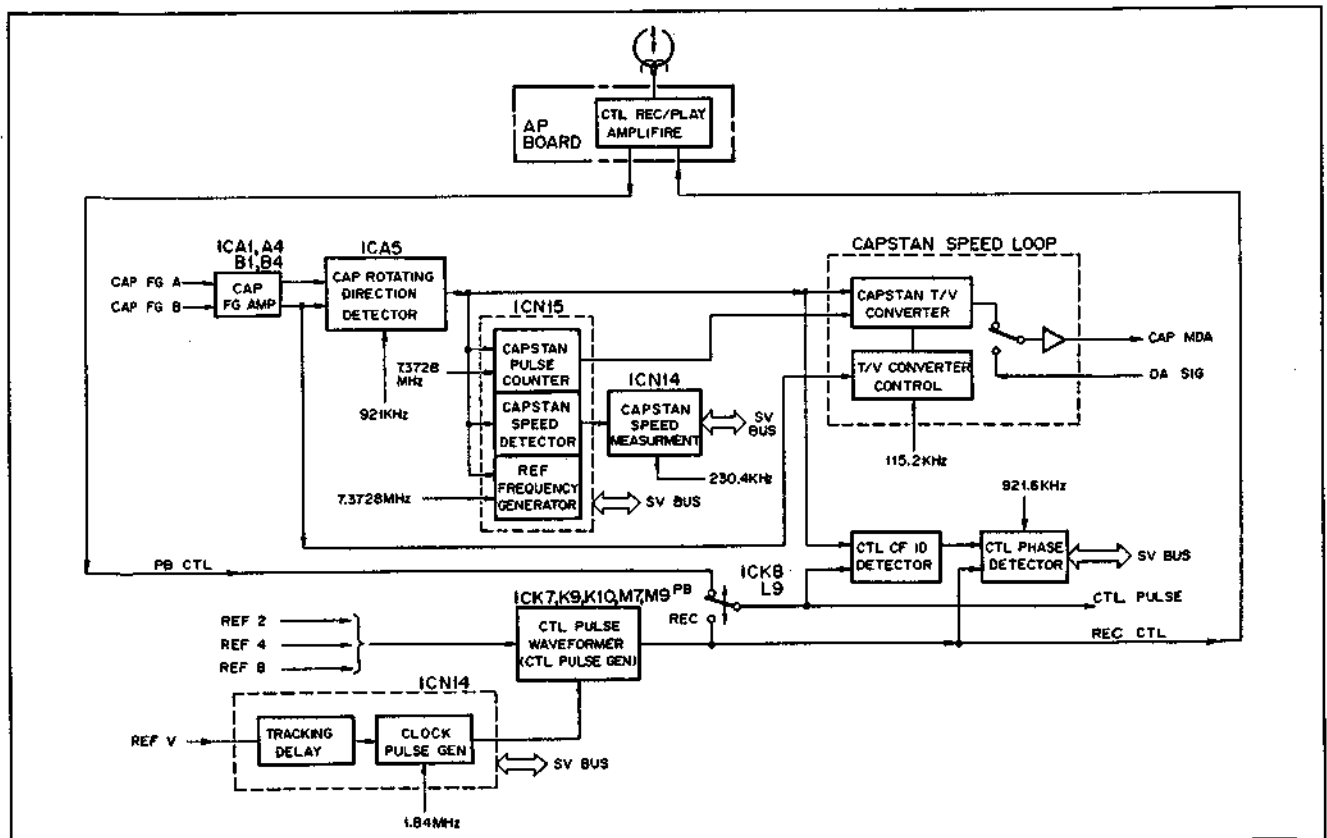 AP
BOARD
CTL REC/PLAY
AMPLIFIRE
ICA1, A4
B1, B4
CAP FG A
CAP FG B
CAP
FG AMP
ICA5
CAP ROTATING
DIRECTION
DETECTOR
921KHz
7.3728
MHz
ICN15
CAPSTAN
PULSE
COUNTER
CAPSTAN
SPEED
DETECTOR
REF
FREQUENCY
GENERATOR
7.3728MHz
SV BUS
ICN14
CAPSTAN
SPEED
MEASURMENT
SV
BUS
230.4KHz
CAPSTAN SPEED LOOP
CAPSTAN T/V
CONVERTER
T/V CONVERTER
CONTROL
115.2KHz
CAP MDA
DA SIG
921.6KHz
CTL CF ID
DETECTOR
CTL PHASE
DETECTOR
SV BUS
PB CTL
ICK8
L9
PB
REC
CTL PULSE
REC CTL
ICK7, K9, K10, M7, M9
CTL PULSE
WAVEFORMER
(CTL PULSE GEN)
REF 2
REF 4
REF 8
ICN14
REF V
TRACKING
DELAY
CLOCK
PULSE GEN
SV BUS
1.84MHz